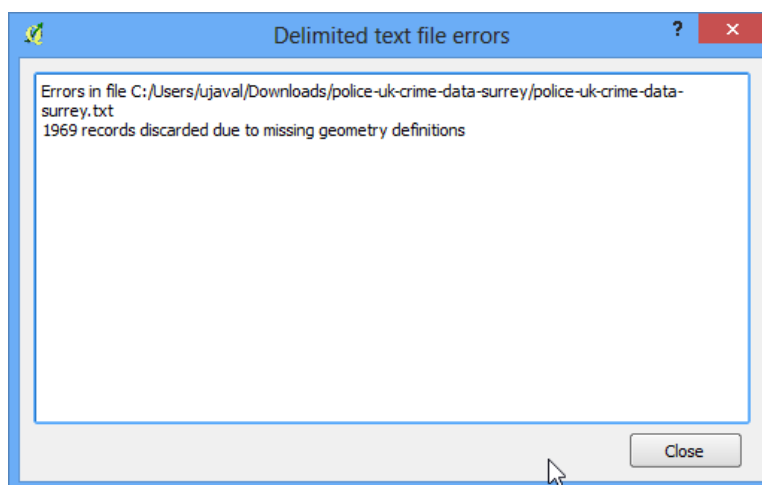 Delimited text file errors
?
×
Errors in file C:/Users/ujaval/Downloads/police-uk-crime-data-surrey/police-uk-crime-data-
surrey.txt
1969 records discarded due to missing geometry definitions
Close